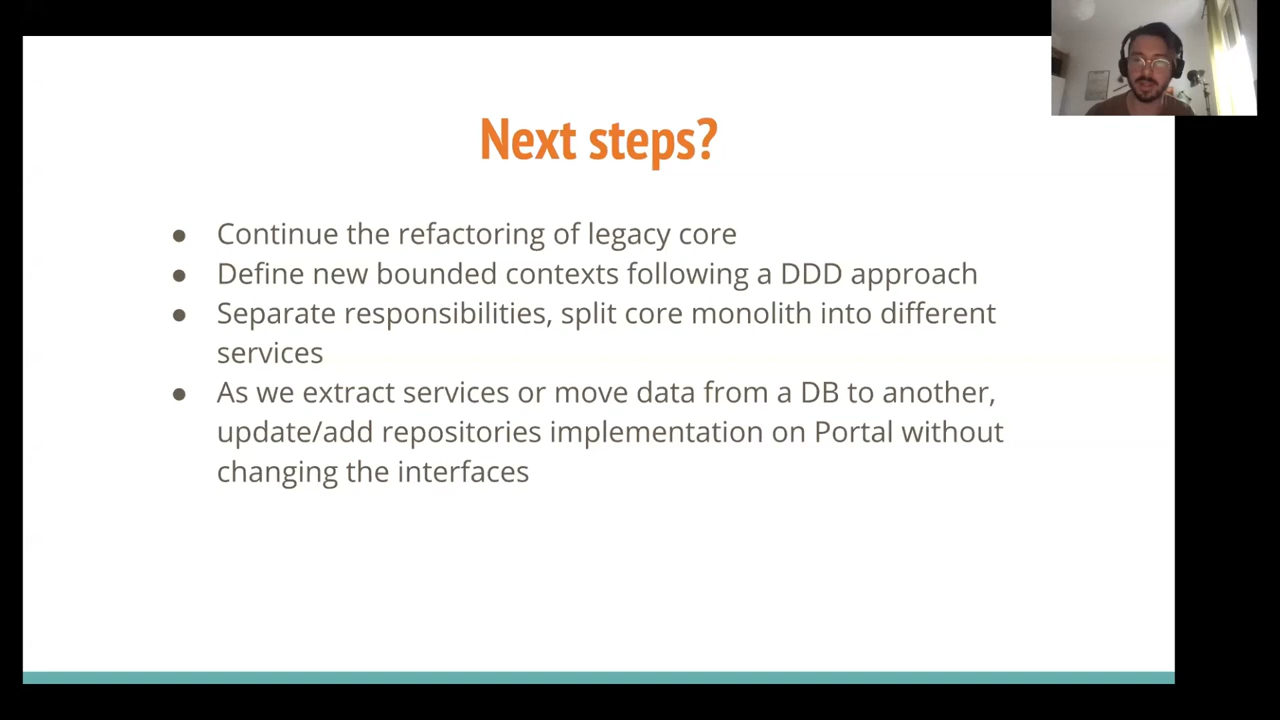 Next steps?
● Continue the refactoring of legacy core
● Define new bounded contexts following a DDD approach
● Separate responsibilities, split core monolith into different
services
● As we extract services or move data from a DB to another,
update/add repositories implementation on Portal without
changing the interfaces